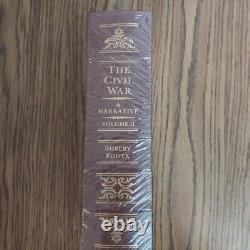 THE
CIVIL
WAR
A
NARRATIVE
VOLUME II
SHELBY
FOOTE
ebay